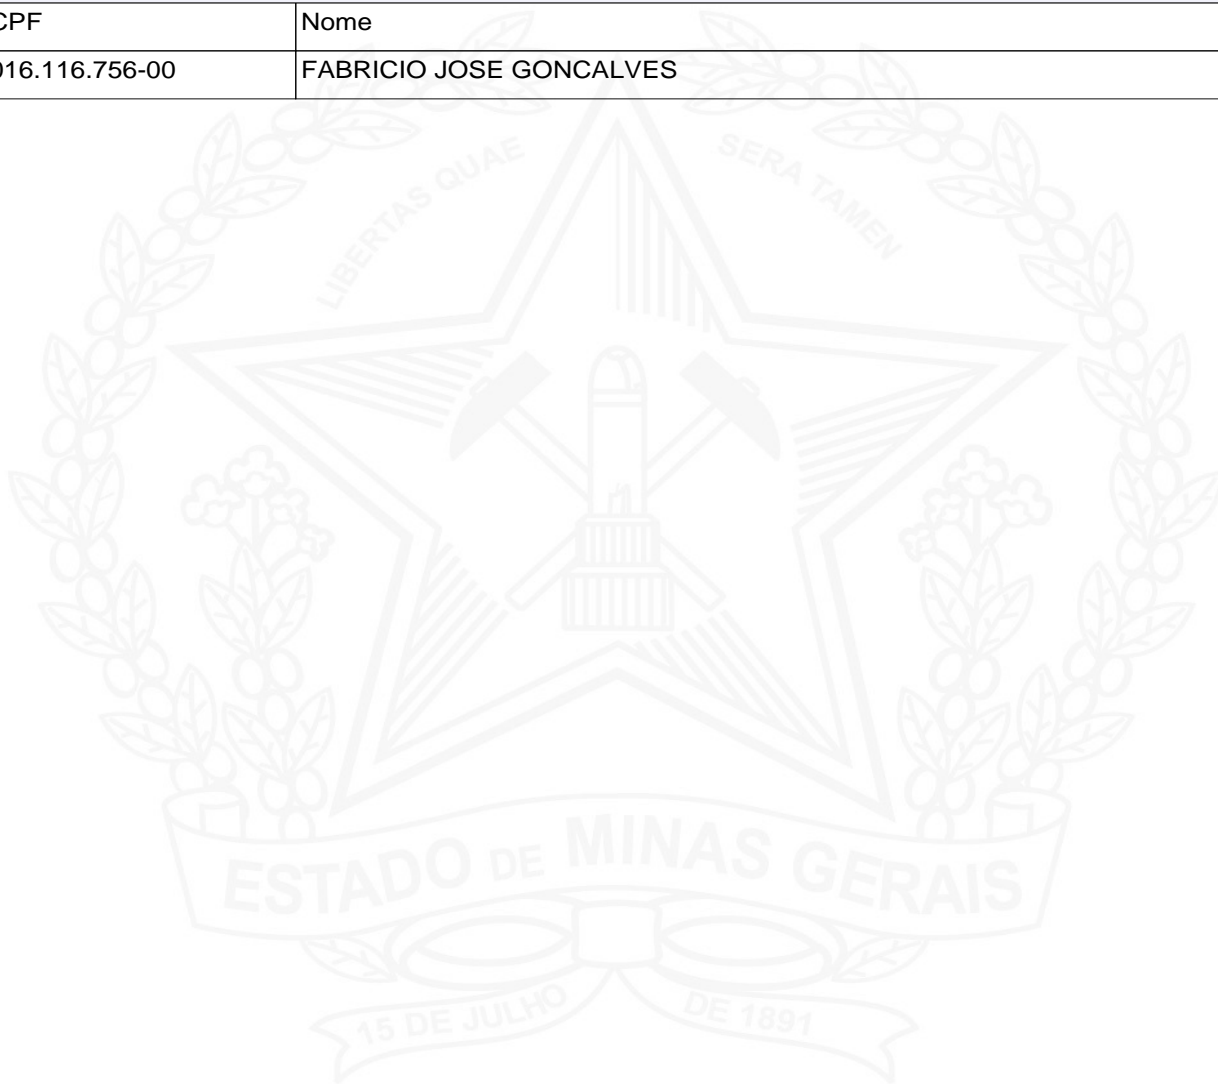 CPF Nome
016.116.756-00 FABRICIO JOSE GONCALVES
LIBERTAS QUAE SERA TAMEN
ESTADO DE MINAS GERAIS
15 DE JULHO DE 1891